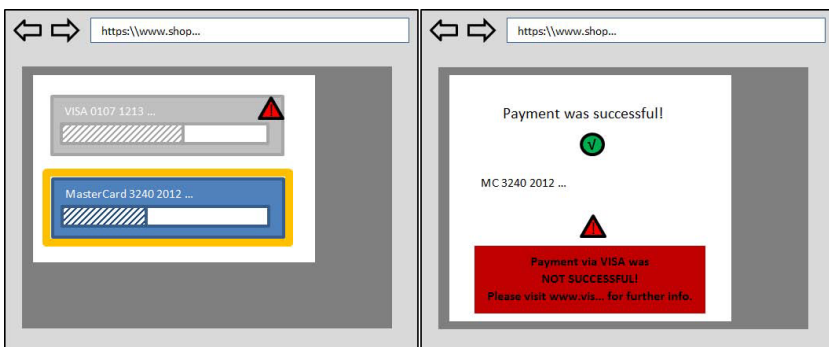 https:\\www.shop...
VISA 0107 1213 ...
MasterCard 3240 2012 ...
https:\\www.shop...
Payment was successful!
√
MC 3240 2012 ...
Payment via VISA was
NOT SUCCESSFUL!
Please visit www.vis... for further info.